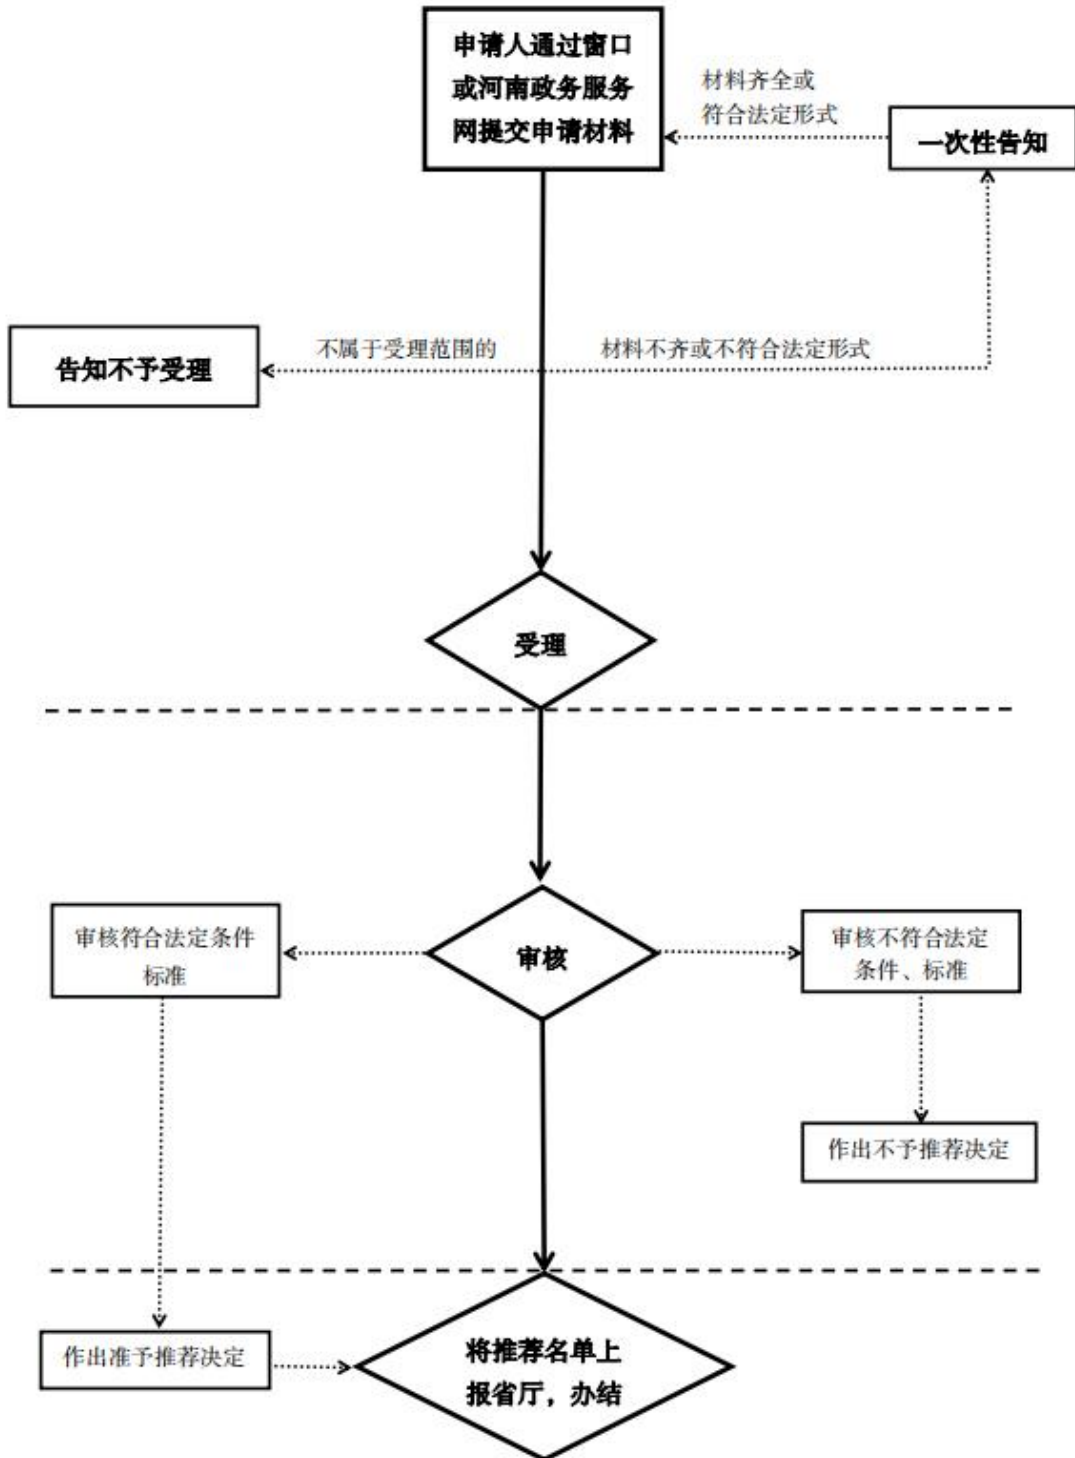 申请人通过窗口
或河南政务服务
网提交申请材料
材料齐全或
符合法定形式
一次性告知
告知不予受理
不属于受理范围的
材料不齐或不符合法定形式
受理
审核符合法定条件
标准
审核
审核不符合法定
条件、标准
作出不予推荐决定
作出准予推荐决定
将推荐名单上
报省厅，办结